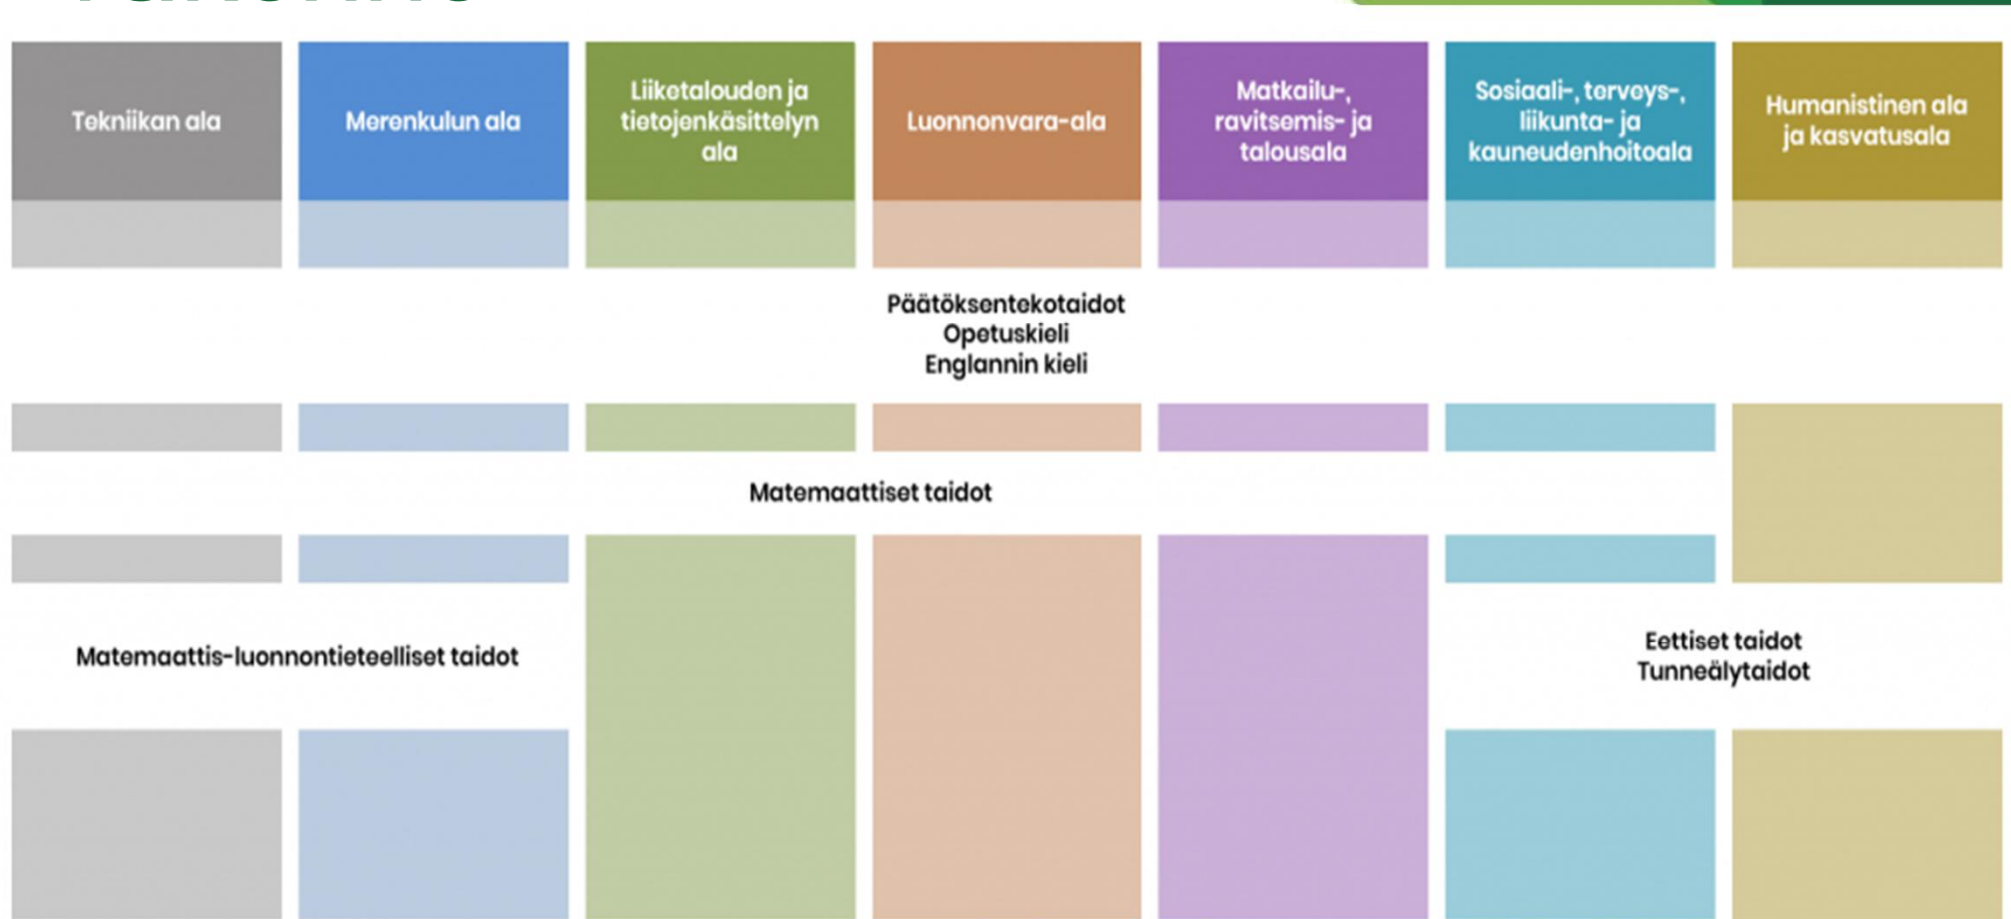 Tekniikan ala
Merenkulun ala
Liiketalouden ja
tietojenkäsittelyn
ala
Luonnonvara-ala
Matkailu-,
ravitsemis- ja
talousala
Sosiaali-, terveys-,
liikunta- ja
kauneudenhoitoala
Humanistinen ala
ja kasvatusala
Päätöksentekotaidot
Opetuskieli
Englannin kieli
Matemaattiset taidot
Matemaattis-luonnontieteelliset taidot
Eettiset taidot
Tunneälytaidot